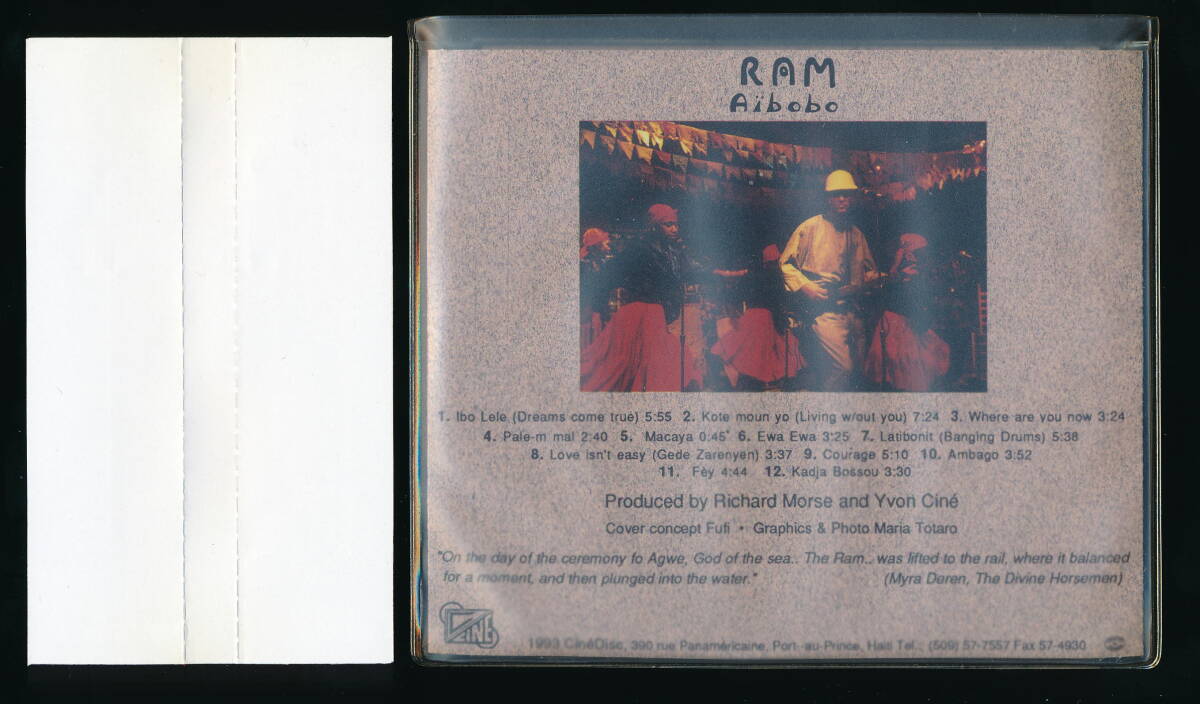 RAM
Aïbobo
1. Ibo Lele (Dreams come true) 5:55 2. Kote moun yo (Living w/out you) 7:24 3. Where are you now 3:24
4. Pale-m mal 2:40 5. Macaya 0:45 6. Ewa Ewa 3:25 7. Latibonit (Banging Drums) 5:38
8. Love isn't easy (Gede Zarenyen) 3:37 9. Courage 5:10 10. Ambago 3:52
11. Fèy 4:44 12. Kadja Bossou 3:30
Produced by Richard Morse and Yvon Ciné
Cover concept Fufi • Graphics & Photo Maria Totaro
"On the day of the ceremony fo Agwe, God of the sea.. The Ram.. was lifted to the rail, where it balanced
for a moment, and then plunged into the water." (Myra Deren, The Divine Horsemen)
CINÉ
1993 CinéDisc, 390 rue Panaméricaine, Port-au-Prince, Haiti Tel.: (509) 57-7557 Fax 57-4930